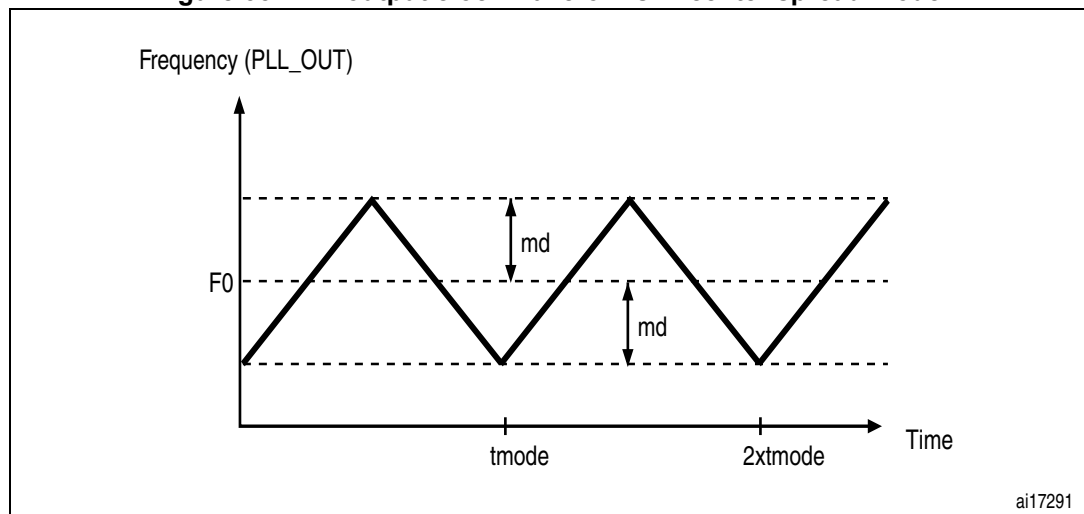 Frequency (PLL_OUT)
md
F0
md
tmode
2xtmode
Time
ai17291